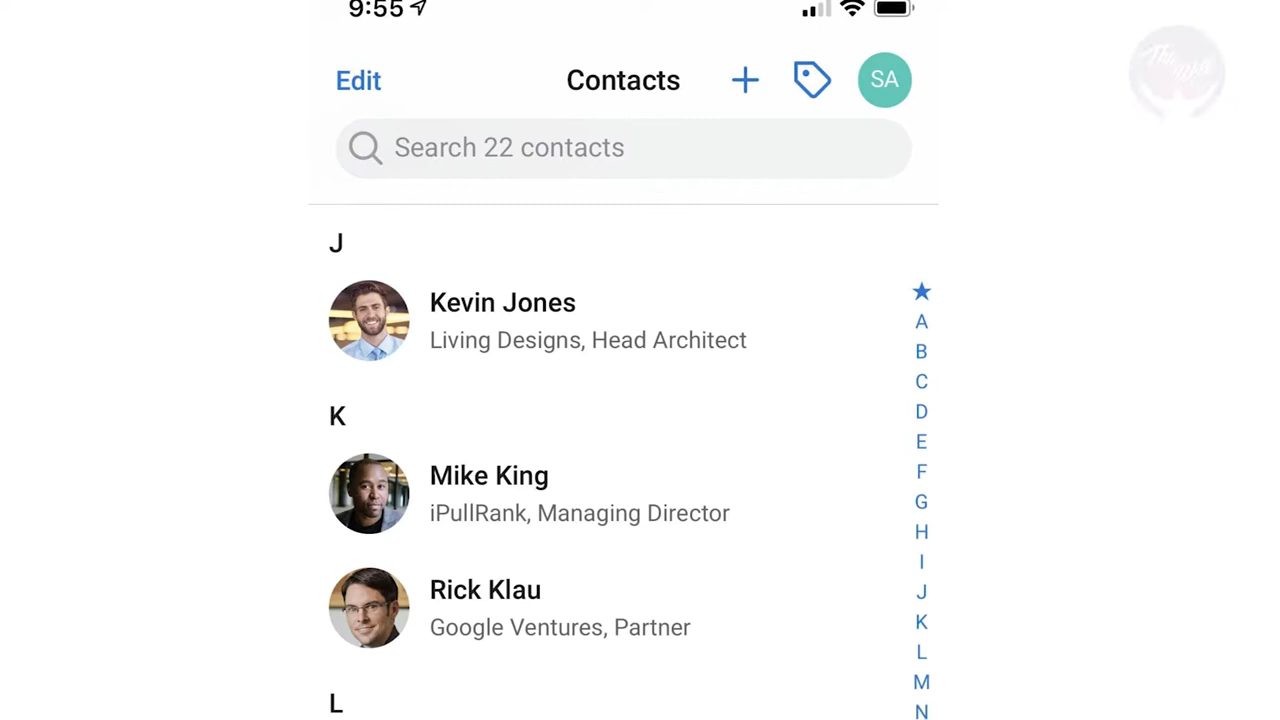 9:55
Edit
Contacts
SA
Search 22 contacts
J
Kevin Jones
Living Designs, Head Architect
K
Mike King
iPullRank, Managing Director
Rick Klau
Google Ventures, Partner
L
A
B
C
D
E
F
G
H
I
J
K
L
M
N